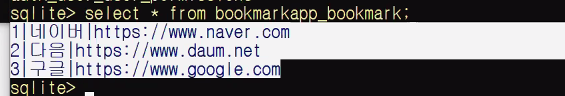 sqlite> select * from bookmarkapp_bookmark;
1|네이버|https://www.naver.com
2|다음|https://www.daum.net
3|구글|https://www.google.com
sqlite>